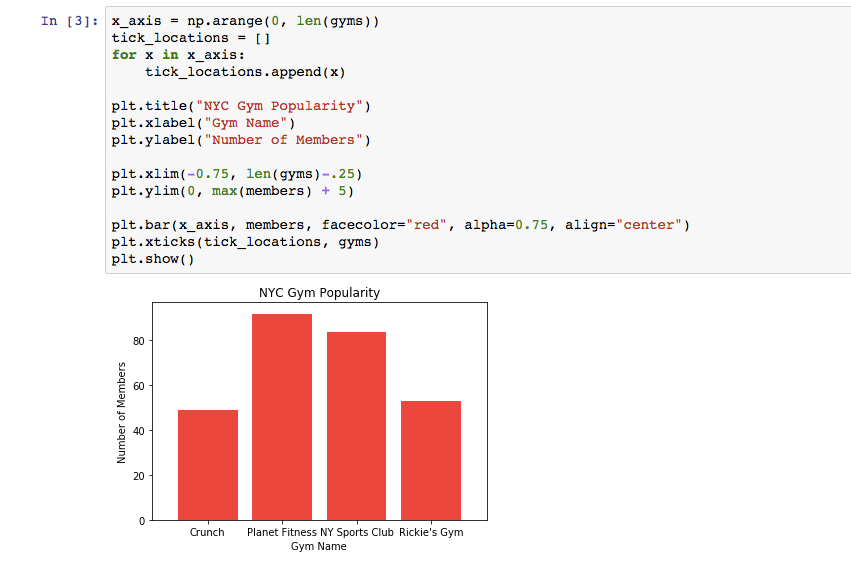 In [3]: x_axis = np.arange(0, len(gyms))
tick_locations = []
for x in x_axis:
    tick_locations.append(x)

plt.title("NYC Gym Popularity")
plt.xlabel("Gym Name")
plt.ylabel("Number of Members")

plt.xlim(-0.75, len(gyms)-.25)
plt.ylim(0, max(members) + 5)

plt.bar(x_axis, members, facecolor="red", alpha=0.75, align="center")
plt.xticks(tick_locations, gyms)
plt.show()
NYC Gym Popularity
Number of Members
80
60
40
20
0
Crunch Planet Fitness NY Sports Club Rickie's Gym
Gym Name